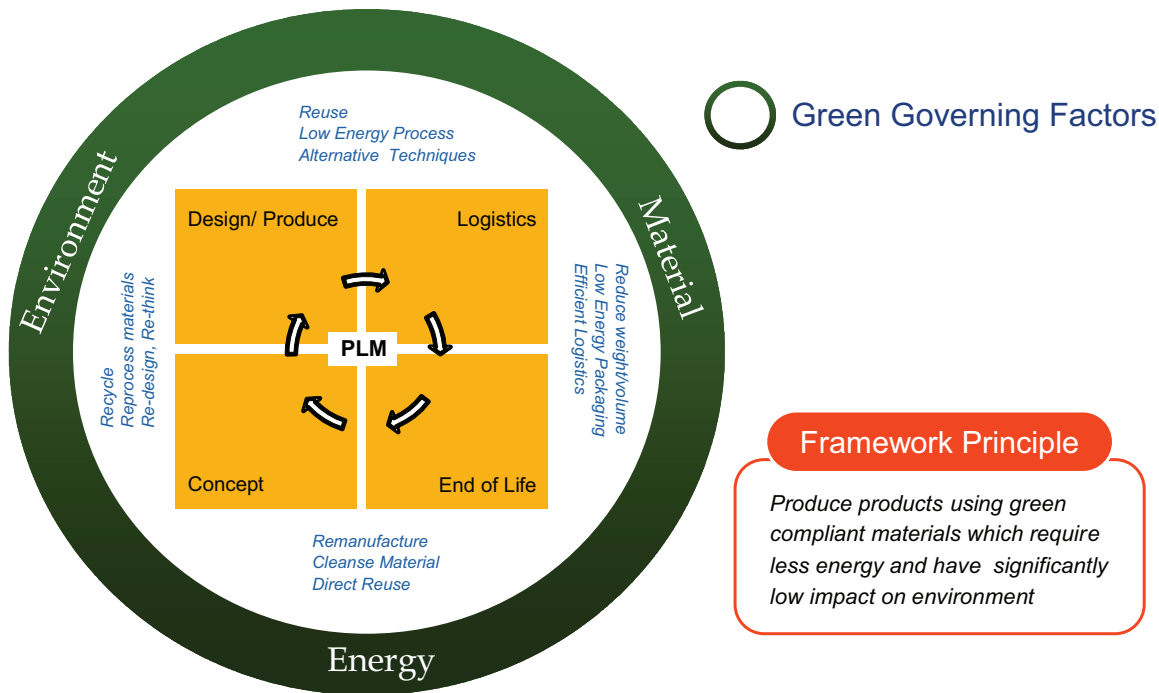 Green Governing Factors
Environment
Material
Energy
Reuse
Low Energy Process
Alternative Techniques
Design/ Produce
Logistics
PLM
Concept
End of Life
Recycle
Reprocess materials
Re-design, Re-think
Reduce weight/volume
Low Energy Packaging
Efficient Logistics
Remanufacture
Cleanse Material
Direct Reuse
Framework Principle
Produce products using green
compliant materials which require
less energy and have significantly
low impact on environment